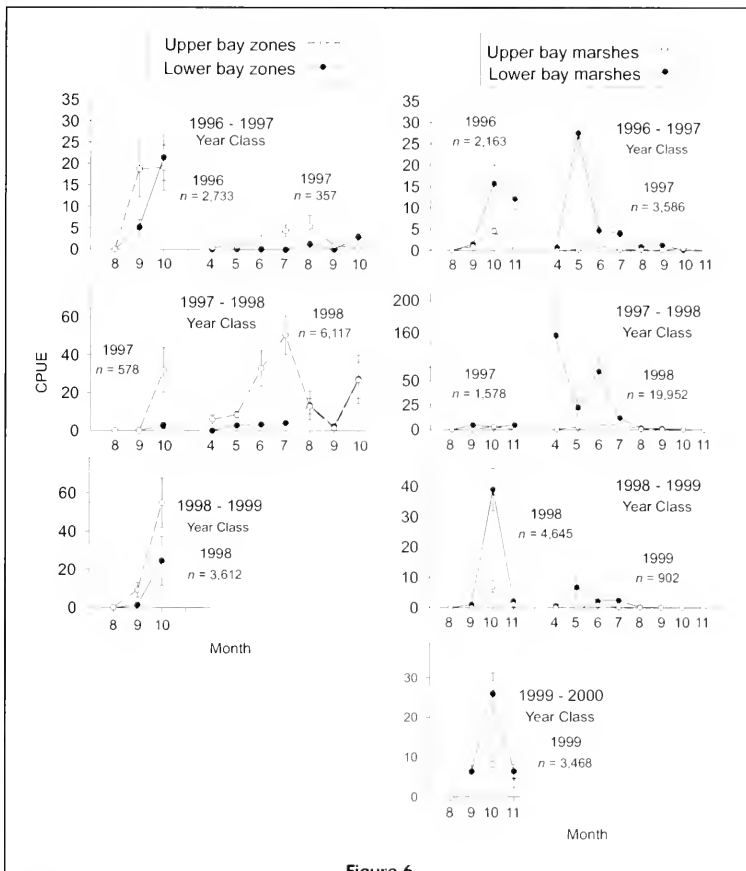 Upper bay zones
Lower bay zones
Upper bay marshes
Lower bay marshes
35
30
25
20
15
10
5
0
1996 - 1997
Year Class
1996
n = 2,733
1997
n = 357
8 9 10 4 5 6 7 8 9 10
35
30
25
20
15
10
5
0
1996
n = 2,163
1996 - 1997
Year Class
1997
n = 3,586
8 9 10 11 4 5 6 7 8 9 10 11
CPUE
60
40
20
0
1997 - 1998
Year Class
1997
n = 578
1998
n = 6,117
8 9 10 4 5 6 7 8 9 10
200
160
50
25
0
1997 - 1998
Year Class
1997
n = 1,578
1998
n = 19,952
8 9 10 11 4 5 6 7 8 9 10 11
60
40
20
0
1998 - 1999
Year Class
1998
n = 3,612
8 9 10
Month
40
30
20
10
0
1998 - 1999
Year Class
1998
n = 4,645
1999
n = 902
8 9 10 11 4 5 6 7 8 9 10 11
30
20
10
0
1999 - 2000
Year Class
1999
n = 3,468
8 9 10 11
Month
Figure 6